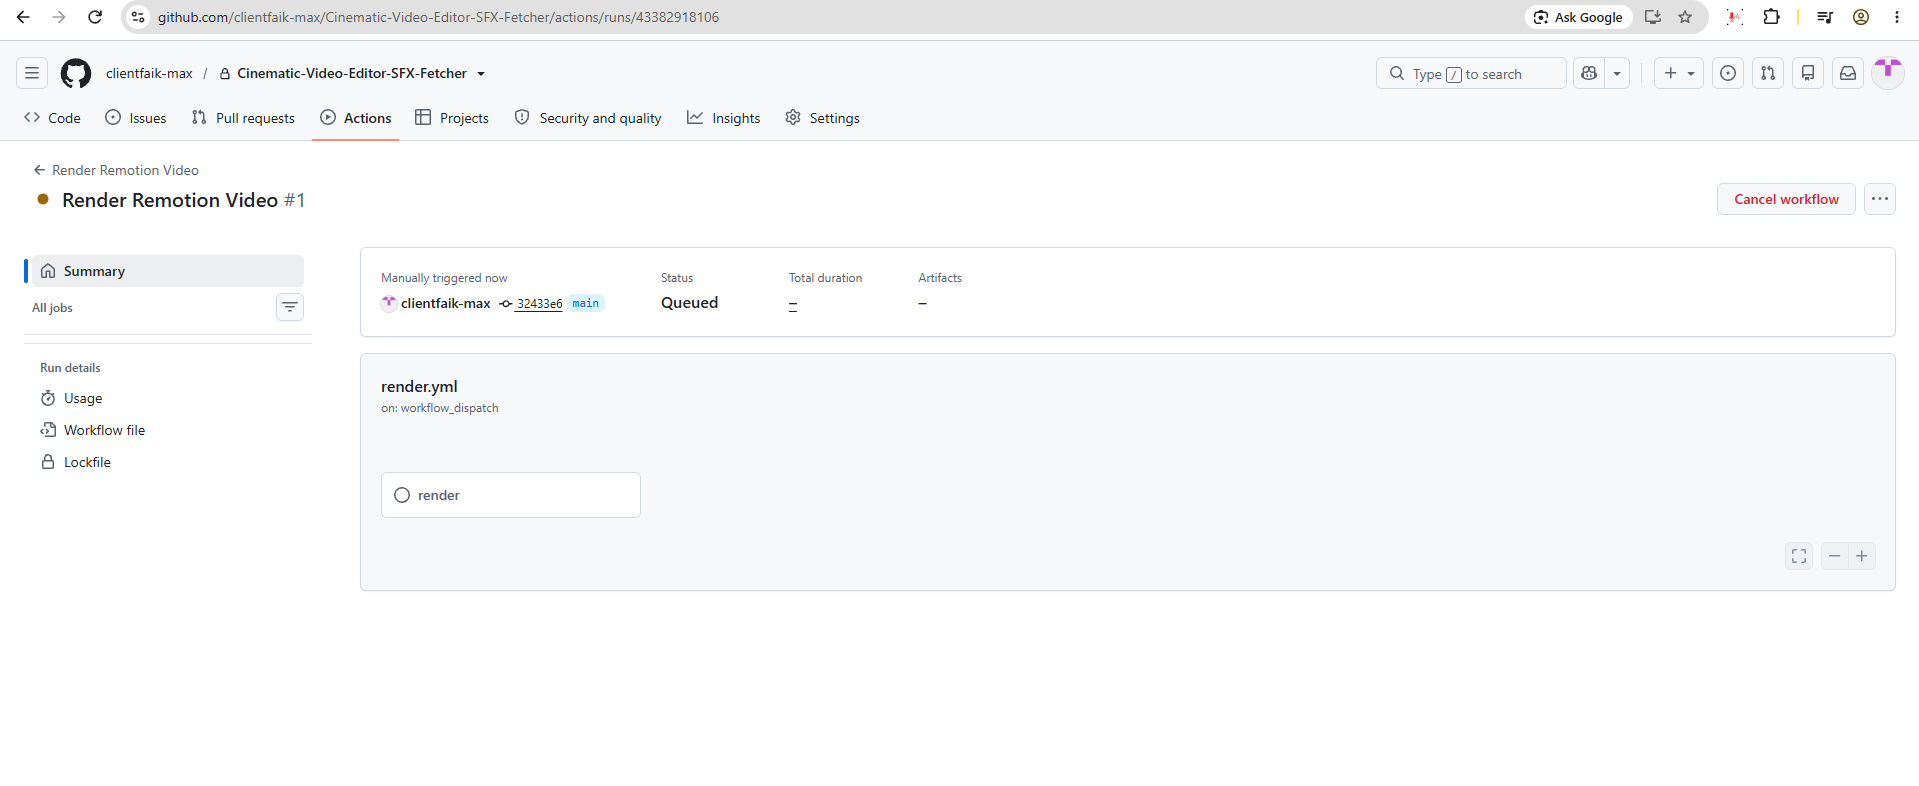 github.com/clientfaik-max/Cinematic-Video-Editor-SFX-Fetcher/actions/runs/43382918106
Ask Google
clientfaik-max / Cinematic-Video-Editor-SFX-Fetcher
Type / to search
Code
Issues
Pull requests
Actions
Projects
Security and quality
Insights
Settings
Render Remotion Video
Render Remotion Video #1
Cancel workflow
Summary
All jobs
Run details
Usage
Workflow file
Lockfile
Manually triggered now
clientfaik-max 32433e6 main
Status
Queued
Total duration
–
Artifacts
–
render.yml
on: workflow_dispatch
render